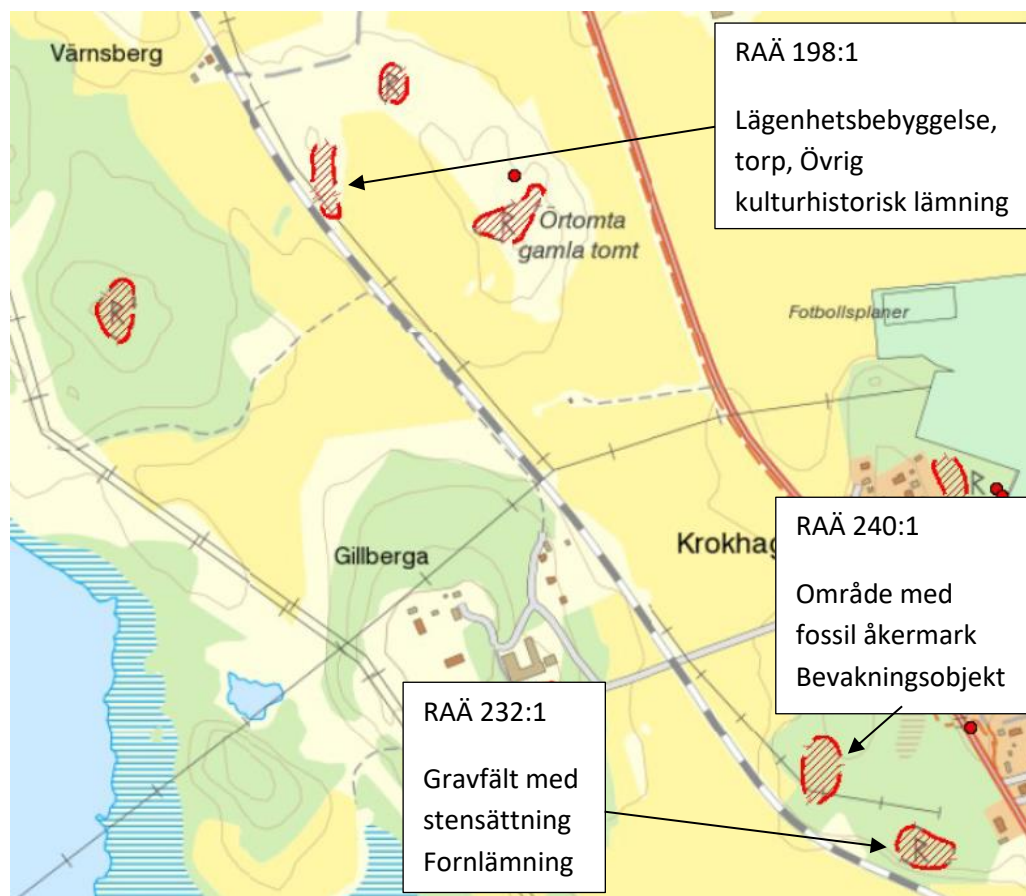 Värnsberg
R
RAÄ 198:1
Lägenhetsbebyggelse,
torp, Övrig
kulturhistorisk lämning
R
Örtomta
gamla tomt
R
Fotbollsplaner
R
Gillberga
Krokhag
RAÄ 240:1
Område med
fossil åkermark
Bevakningsobjekt
RAÄ 232:1
Gravfält med
stensättning
Fornlämning
R